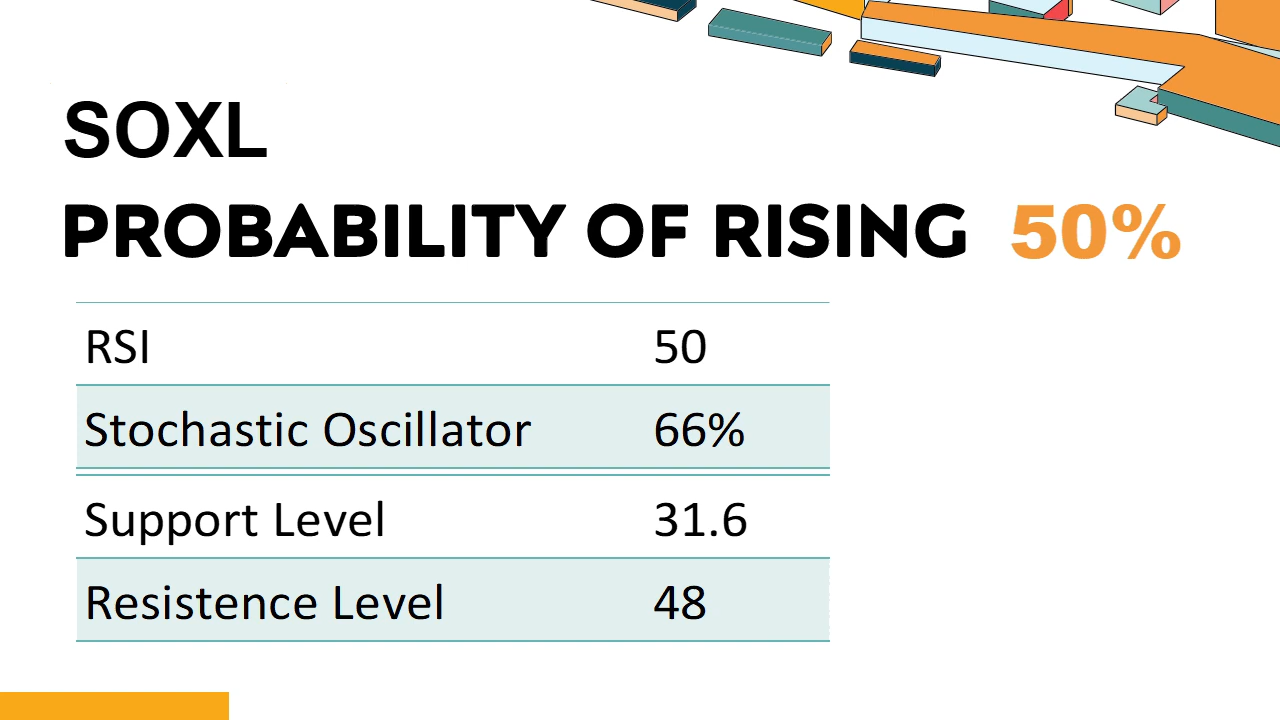 SOXL
PROBABILITY OF RISING 50%
RSI 50
Stochastic Oscillator 66%
Support Level 31.6
Resistence Level 48